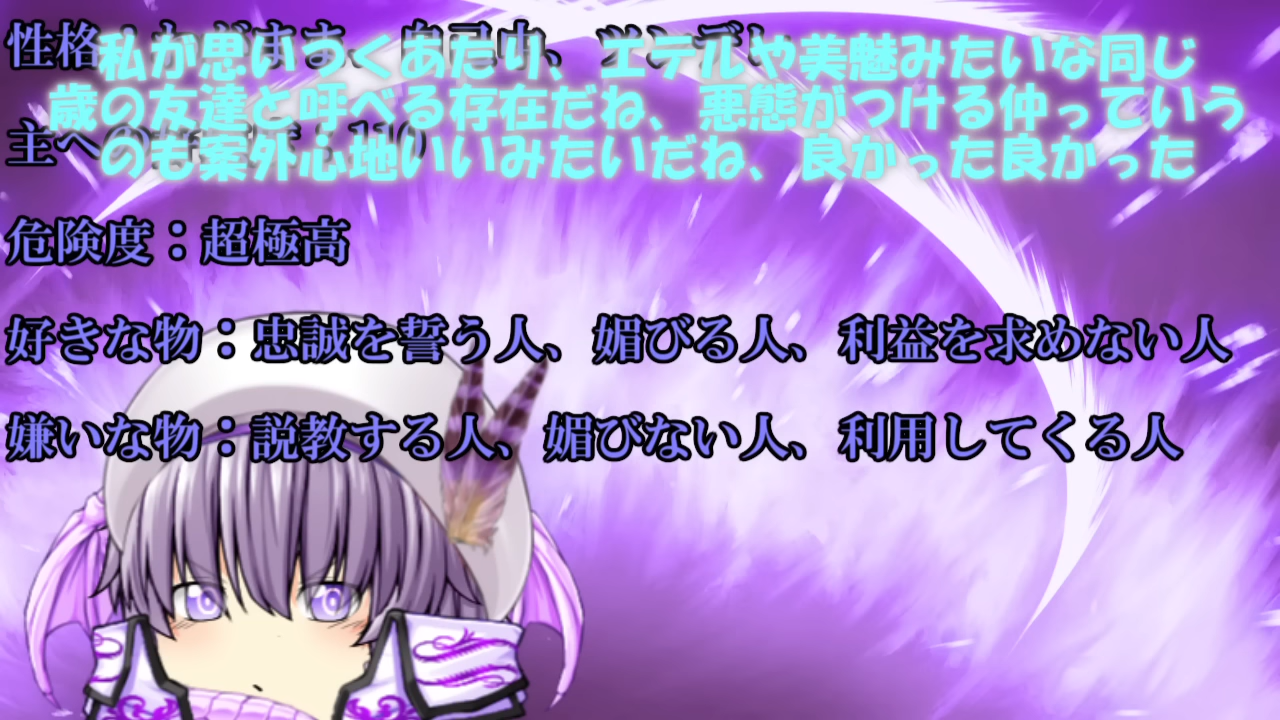 性格
私が思いつくあたり、エデルや美魅みたいな同じ
歳の友達と呼べる存在だね、悪態がつける仲っていう
のも案外心地いいみたいだね、良かった良かった
主へ
危険度：超極高
好きな物：忠誠を誓う人、媚びる人、利益を求めない人
嫌いな物：説教する人、媚びない人、利用してくる人